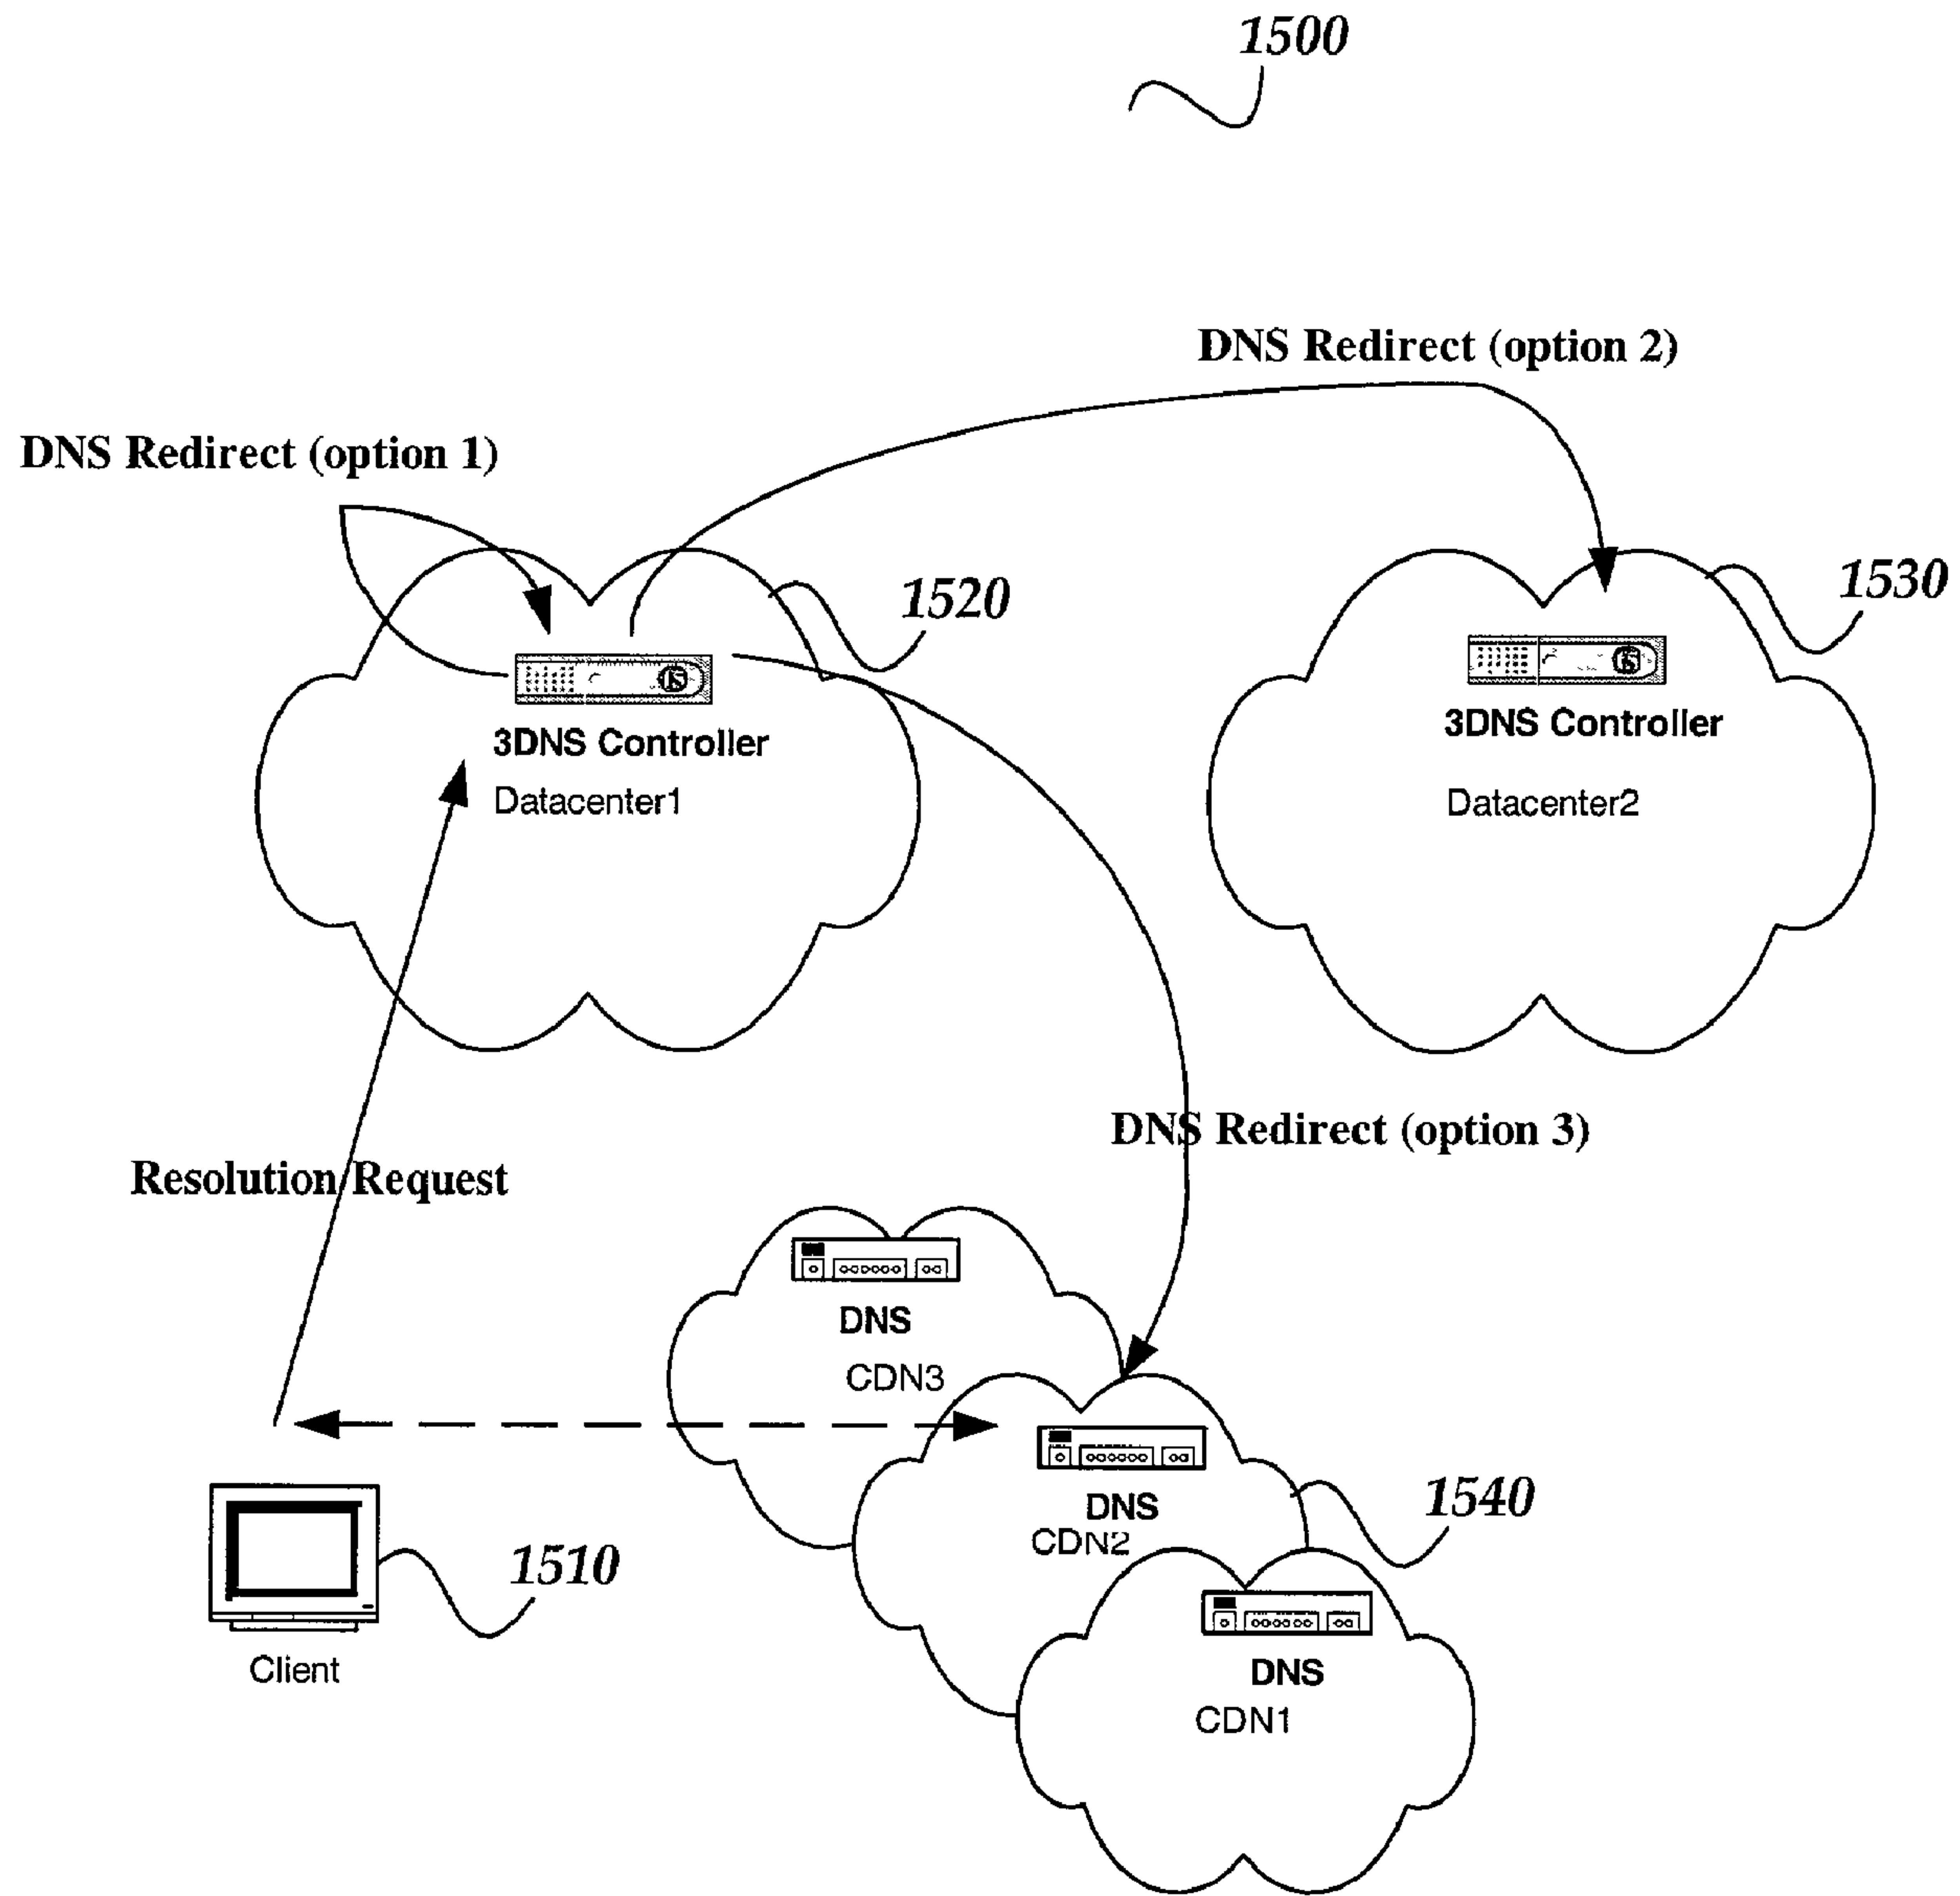 1500
DNS Redirect (option 2)
DNS Redirect (option 1)
1520
1530
3DNS Controller
Datacenter1
3DNS Controller
Datacenter2
DNS Redirect (option 3)
Resolution Request
DNS
CDN3
DNS
CDN2
1540
1510
Client
DNS
CDN1